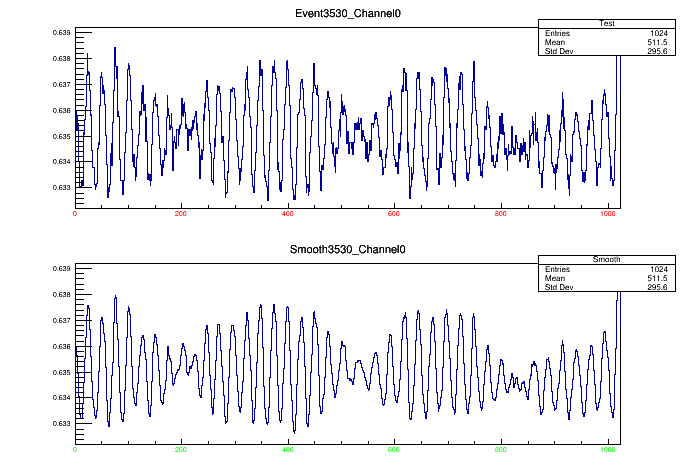 Event3530_Channel0
Test
Entries 1024
Mean 511.5
Std Dev 295.6
0.639
0.638
0.637
0.636
0.635
0.634
0.633
0 200 400 600 800 1000
Smooth3530_Channel0
Smooth
Entries 1024
Mean 511.5
Std Dev 295.6
0.639
0.638
0.637
0.636
0.635
0.634
0.633
0 200 400 600 800 1000